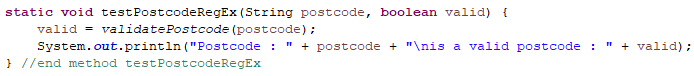 static void testPostcodeRegEx(String postcode, boolean valid) {
    valid = validatePostcode(postcode);
    System.out.println("Postcode : " + postcode + "\nis a valid postcode : " + valid);
} //end method testPostcodeRegEx